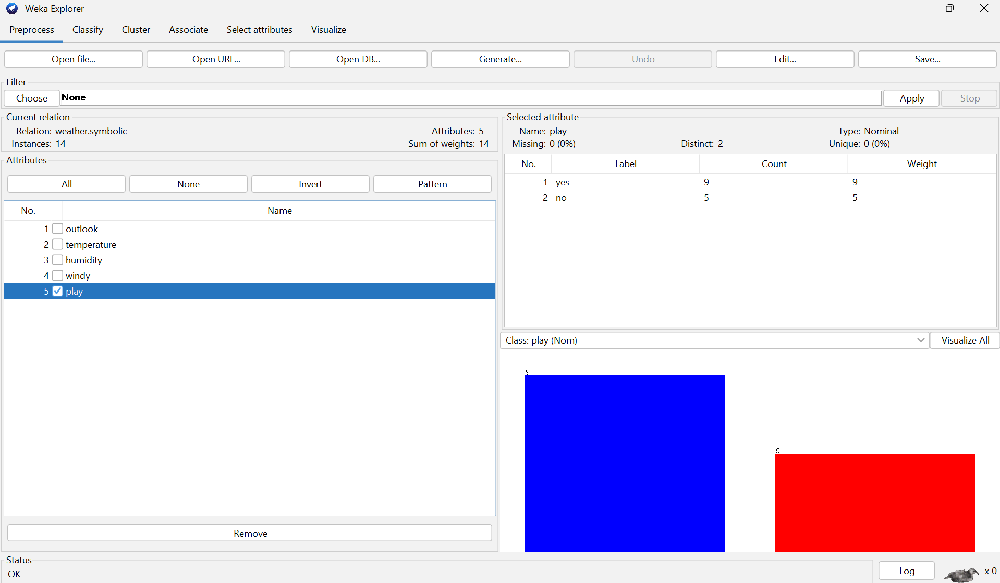 Weka Explorer
Preprocess Classify Cluster Associate Select attributes Visualize
Open file... Open URL... Open DB... Generate... Undo Edit... Save...
Filter
Choose None Apply Stop
Current relation
Relation: weather.symbolic Attributes: 5
Instances: 14 Sum of weights: 14
Selected attribute
Name: play Type: Nominal
Missing: 0 (0%) Distinct: 2 Unique: 0 (0%)
Attributes
All None Invert Pattern
No. Name
1 outlook
2 temperature
3 humidity
4 windy
5 play
Remove
No. Label Count Weight
1 yes 9 9
2 no 5 5
Class: play (Nom) Visualize All
9
5
Status
OK
Log x 0